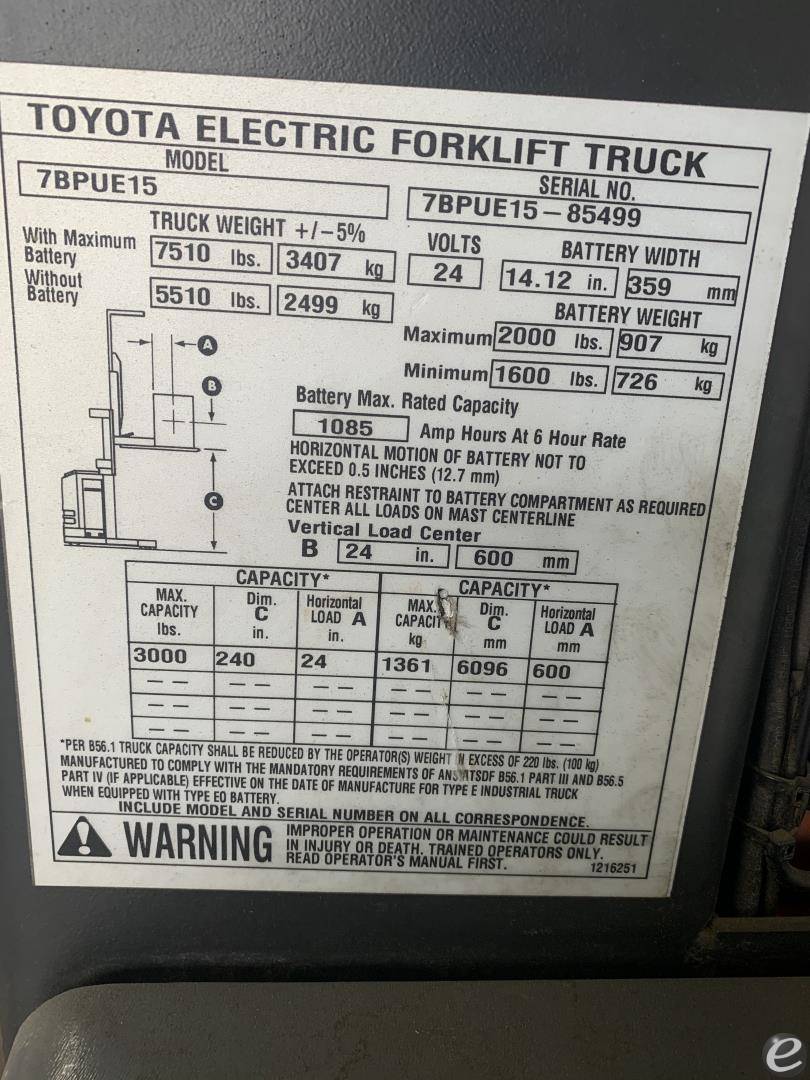 TOYOTA ELECTRIC FORKLIFT TRUCK
MODEL
7BPUE15
SERIAL NO.
7BPUE15-85499
TRUCK WEIGHT +/-5%
With Maximum Battery 7510 lbs. 3407 kg
Without Battery 5510 lbs. 2499 kg
VOLTS
24
BATTERY WIDTH
14.12 in. 359 mm
BATTERY WEIGHT
Maximum 2000 lbs. 907 kg
Minimum 1600 lbs. 726 kg
A
B
C
Battery Max. Rated Capacity
1085 Amp Hours At 6 Hour Rate
HORIZONTAL MOTION OF BATTERY NOT TO
EXCEED 0.5 INCHES (12.7 mm)
ATTACH RESTRAINT TO BATTERY COMPARTMENT AS REQUIRED
CENTER ALL LOADS ON MAST CENTERLINE
Vertical Load Center
B 24 in. 600 mm
CAPACITY* CAPACITY*
MAX. CAPACITY lbs. Dim. C in. Horizontal LOAD A in. MAX. CAPACITY kg Dim. C mm Horizontal LOAD A mm
3000 240 24 1361 6096 600
-- -- -- -- -- --
-- -- -- -- -- --
-- -- -- -- -- --
*PER B56.1 TRUCK CAPACITY SHALL BE REDUCED BY THE OPERATOR(S) WEIGHT IN EXCESS OF 220 lbs. (100 kg)
MANUFACTURED TO COMPLY WITH THE MANDATORY REQUIREMENTS OF ANSI/ITSDF B56.1 PART III AND B56.5
PART IV (IF APPLICABLE) EFFECTIVE ON THE DATE OF MANUFACTURE FOR TYPE E INDUSTRIAL TRUCK
WHEN EQUIPPED WITH TYPE EO BATTERY.
INCLUDE MODEL AND SERIAL NUMBER ON ALL CORRESPONDENCE.
WARNING
IMPROPER OPERATION OR MAINTENANCE COULD RESULT
IN INJURY OR DEATH. TRAINED OPERATORS ONLY.
READ OPERATOR'S MANUAL FIRST.
1216251
e